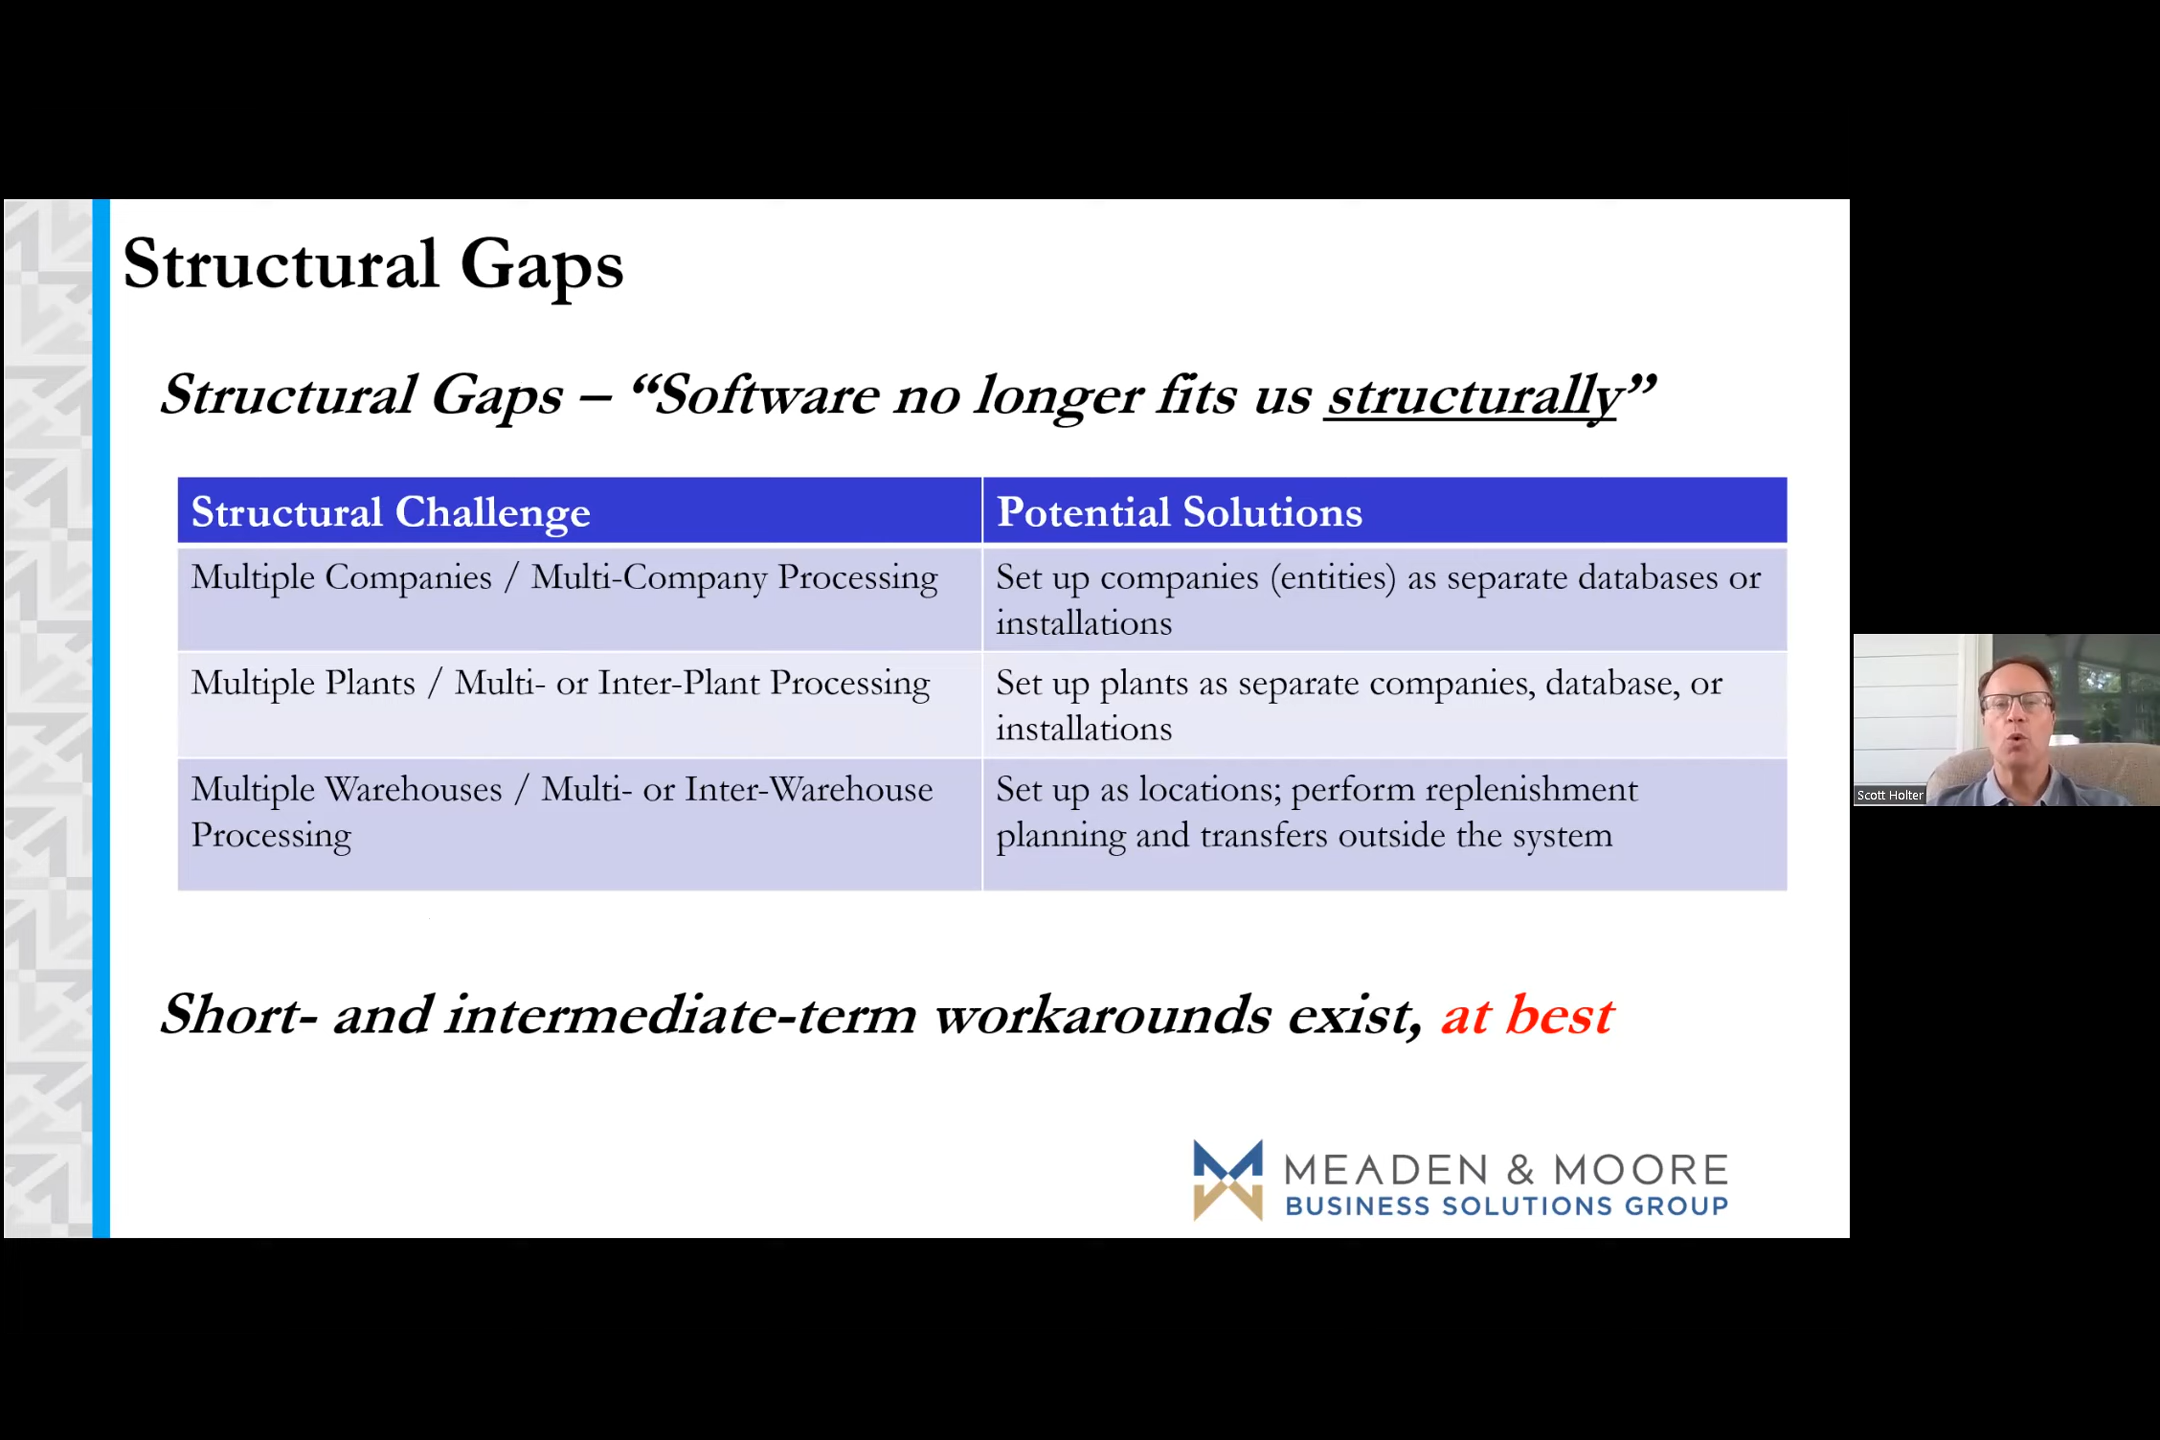 Structural Gaps
Structural Gaps – “Software no longer fits us structurally”
Structural Challenge
Potential Solutions
Multiple Companies / Multi-Company Processing
Set up companies (entities) as separate databases or
installations
Multiple Plants / Multi- or Inter-Plant Processing
Set up plants as separate companies, database, or
installations
Multiple Warehouses / Multi- or Inter-Warehouse
Processing
Set up as locations; perform replenishment
planning and transfers outside the system
Short- and intermediate-term workarounds exist, at best
MEADEN & MOORE
BUSINESS SOLUTIONS GROUP
Scott Holter